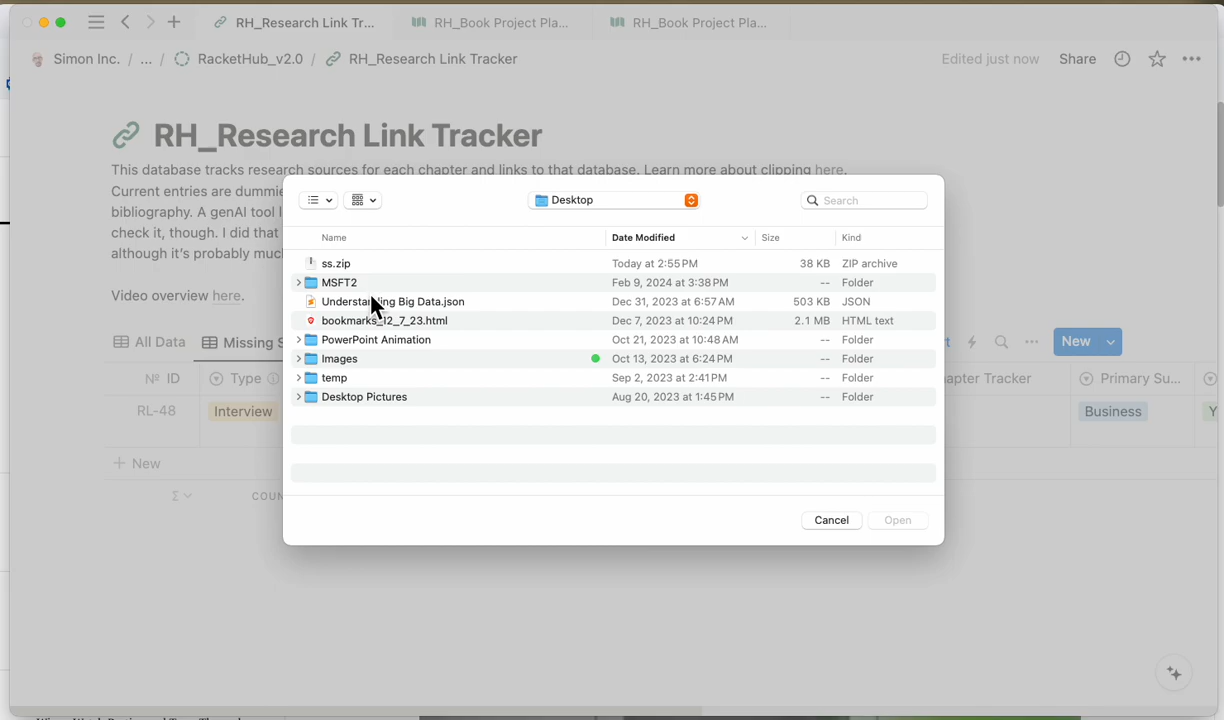 RH_Research Link Tr...
RH_Book Project Pla...
RH_Book Project Pla...
Simon Inc. / ... / RacketHub_v2.0 / RH_Research Link Tracker
Edited just now
Share
RH_Research Link Tracker
This database tracks research sources for each chapter and links to that database. Learn more about clipping here.
Current entries are dummie
bibliography. A genAI tool
check it, though. I did that
although it's probably muc
Video overview here.
All Data
Missing S
New
Nº ID
Type
apter Tracker
Primary Su...
RL-48
Interview
Business
Y
+ New
COUN
Desktop
Search
Name
Date Modified
Size
Kind
ss.zip
Today at 2:55 PM
38 KB
ZIP archive
MSFT2
Feb 9, 2024 at 3:38 PM
--
Folder
Understanding Big Data.json
Dec 31, 2023 at 6:57 AM
503 KB
JSON
bookmarks_12_7_23.html
Dec 7, 2023 at 10:24 PM
2.1 MB
HTML text
PowerPoint Animation
Oct 21, 2023 at 10:48 AM
--
Folder
Images
Oct 13, 2023 at 6:24 PM
--
Folder
temp
Sep 2, 2023 at 2:41 PM
--
Folder
Desktop Pictures
Aug 20, 2023 at 1:45 PM
--
Folder
Cancel
Open